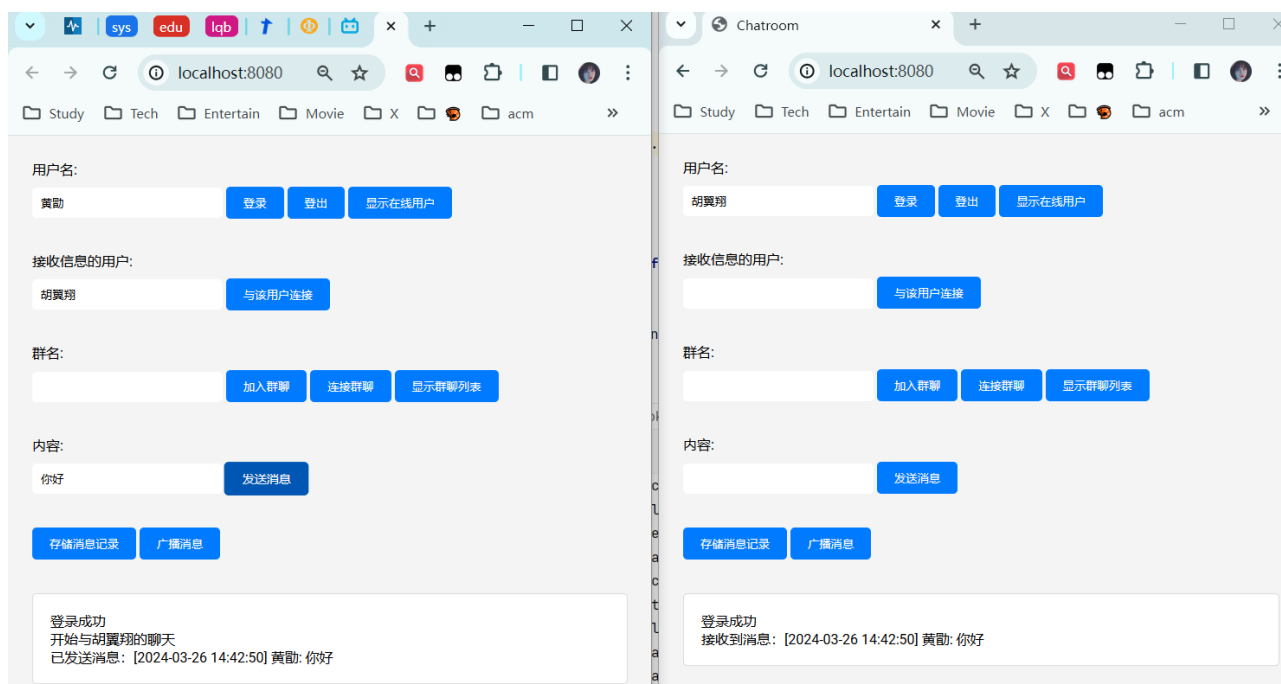 sys edu lqb
localhost:8080
Study Tech Entertain Movie X acm
用户名:
黄勖 登录 登出 显示在线用户
接收信息的用户:
胡翼翔 与该用户连接
群名:
加入群聊 连接群聊 显示群聊列表
内容:
你好 发送消息
存储消息记录 广播消息
登录成功
开始与胡翼翔的聊天
已发送消息：[2024-03-26 14:42:50] 黄勖: 你好
Chatroom
localhost:8080
Study Tech Entertain Movie X acm
用户名:
胡翼翔 登录 登出 显示在线用户
接收信息的用户:
与该用户连接
群名:
加入群聊 连接群聊 显示群聊列表
内容:
发送消息
存储消息记录 广播消息
登录成功
接收到消息：[2024-03-26 14:42:50] 黄勖: 你好